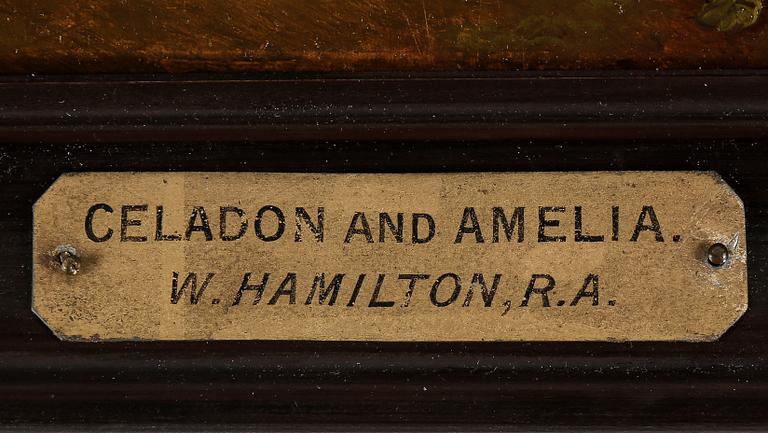 CELADON AND AMELIA.
W. HAMILTON, R.A.